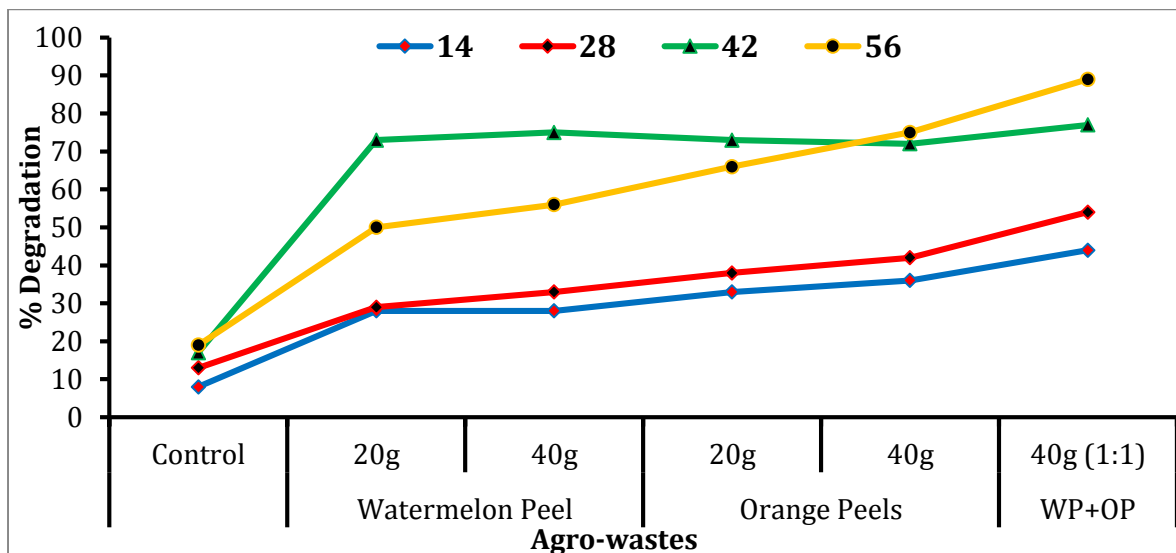 14 28 42 56
% Degradation
100
90
80
70
60
50
40
30
20
10
0
Control 20g 40g 20g 40g 40g (1:1)
Watermelon Peel Orange Peels WP+OP
Agro-wastes